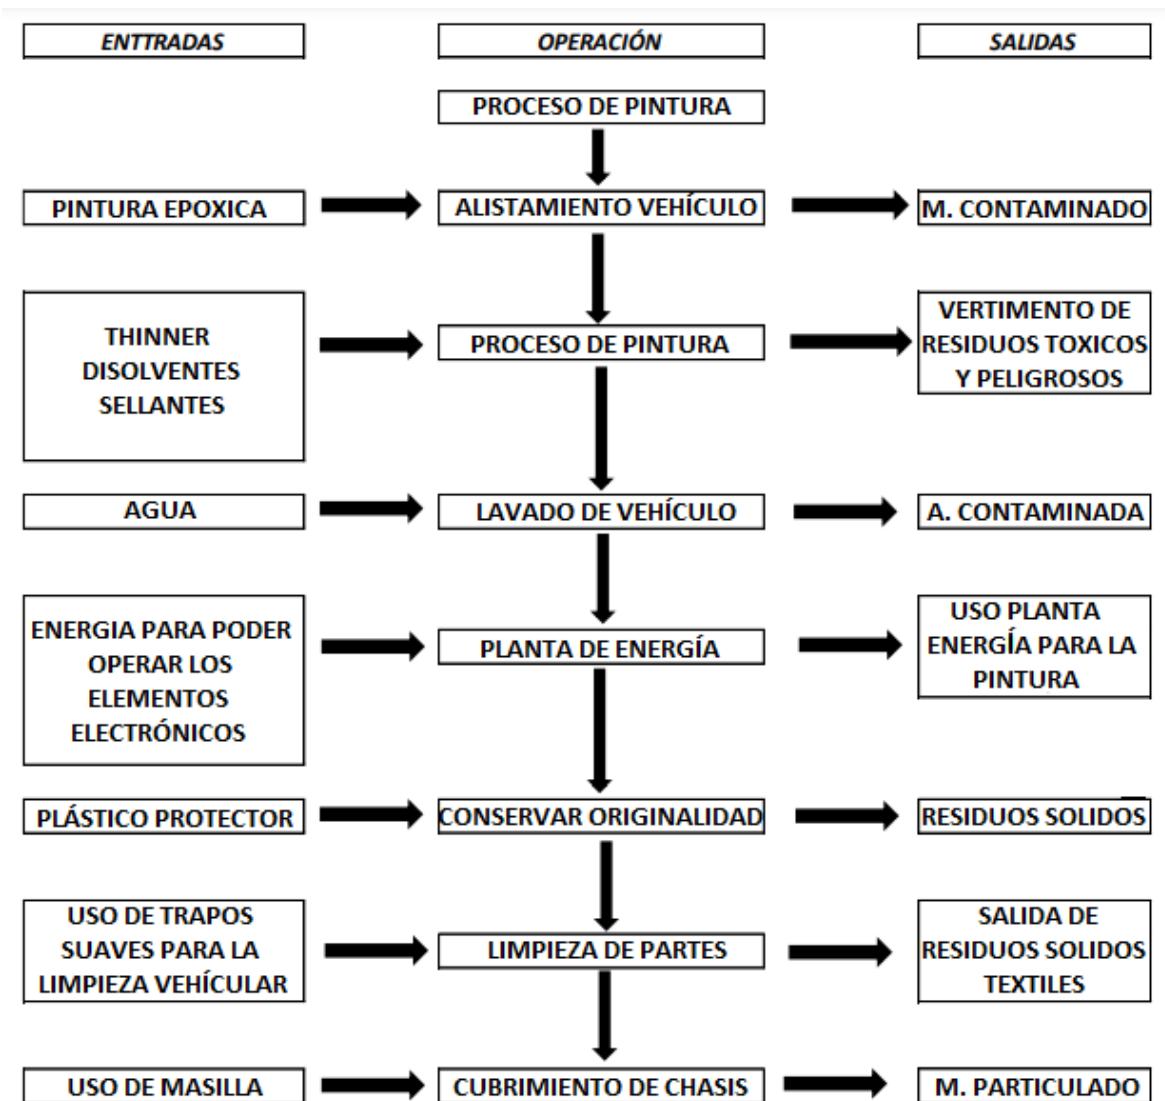 ENTTRADAS
OPERACIÓN
SALIDAS
PROCESO DE PINTURA
PINTURA EPOXICA
ALISTAMIENTO VEHÍCULO
M. CONTAMINADO
THINNER
DISOLVENTES
SELLANTES
PROCESO DE PINTURA
VERTIMENTO DE
RESIDUOS TOXICOS
Y PELIGROSOS
AGUA
LAVADO DE VEHÍCULO
A. CONTAMINADA
ENERGIA PARA PODER
OPERAR LOS
ELEMENTOS
ELECTRÓNICOS
PLANTA DE ENERGÍA
USO PLANTA
ENERGÍA PARA LA
PINTURA
PLÁSTICO PROTECTOR
CONSERVAR ORIGINALIDAD
RESIDUOS SOLIDOS
USO DE TRAPOS
SUAVES PARA LA
LIMPIEZA VEHÍCULAR
LIMPIEZA DE PARTES
SALIDA DE
RESIDUOS SOLIDOS
TEXTILES
USO DE MASILLA
CUBRIMIENTO DE CHASIS
M. PARTICULADO